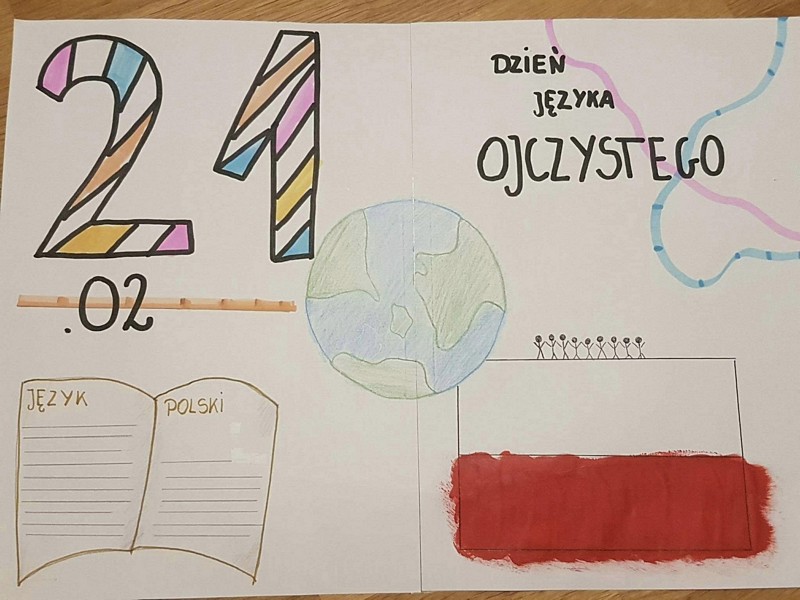 21
.02
DZIEŃ
JĘZYKA
OJCZYSTEGO
JĘZYK
POLSKI